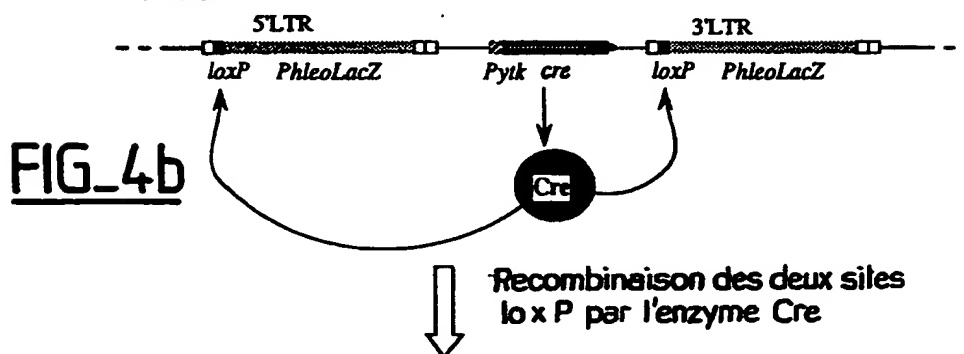 5'LTR 3'LTR
loxP PhleoLacZ Pytk cre loxP PhleoLacZ
FIG_4b
Cre
Recombinaison des deux sites
lox P par l'enzyme Cre